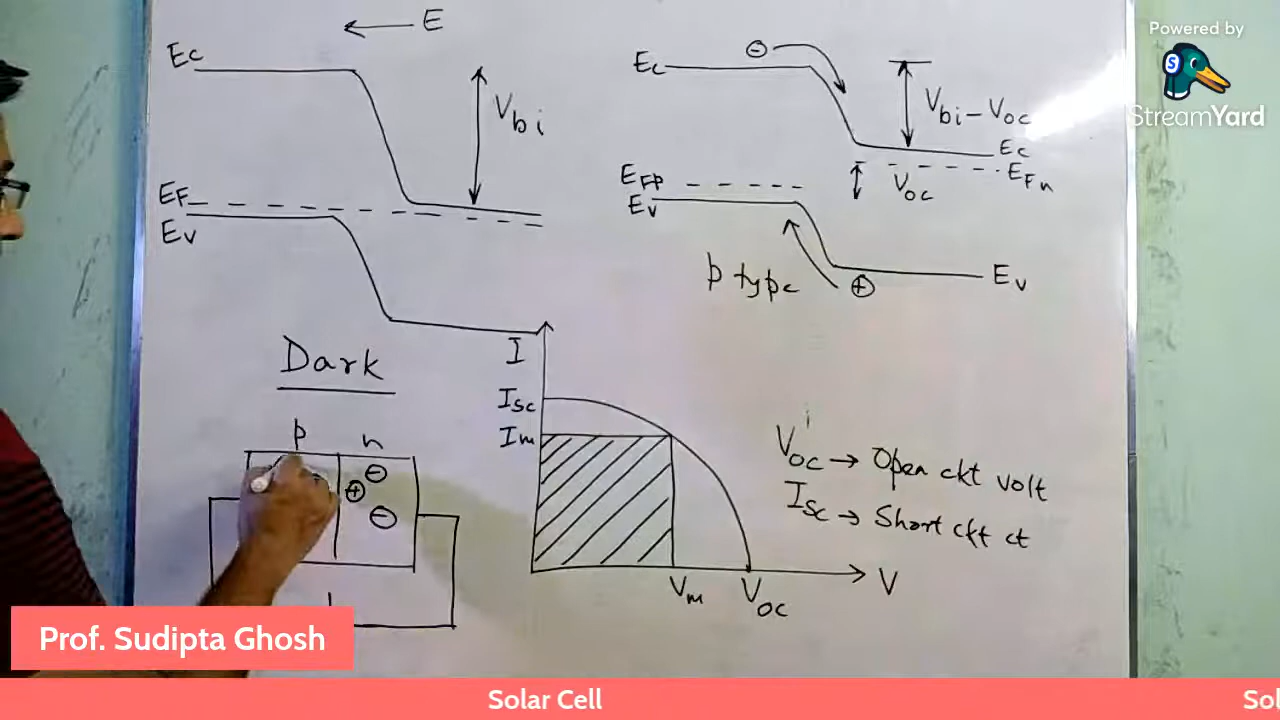 E
Ec
Vbi
EF
Ev
Dark
Ec
⊖
Vbi-Voc
Ec
EFn
Voc
EFp
Ev
p type
⊕
Ev
I
Isc
Im
Vm
Voc
V
Voc → Open ckt volt
Isc → Short ckt ct
p n
⊖
⊕
⊖
Powered by
S
StreamYard
Prof. Sudipta Ghosh
Solar Cell
Sol